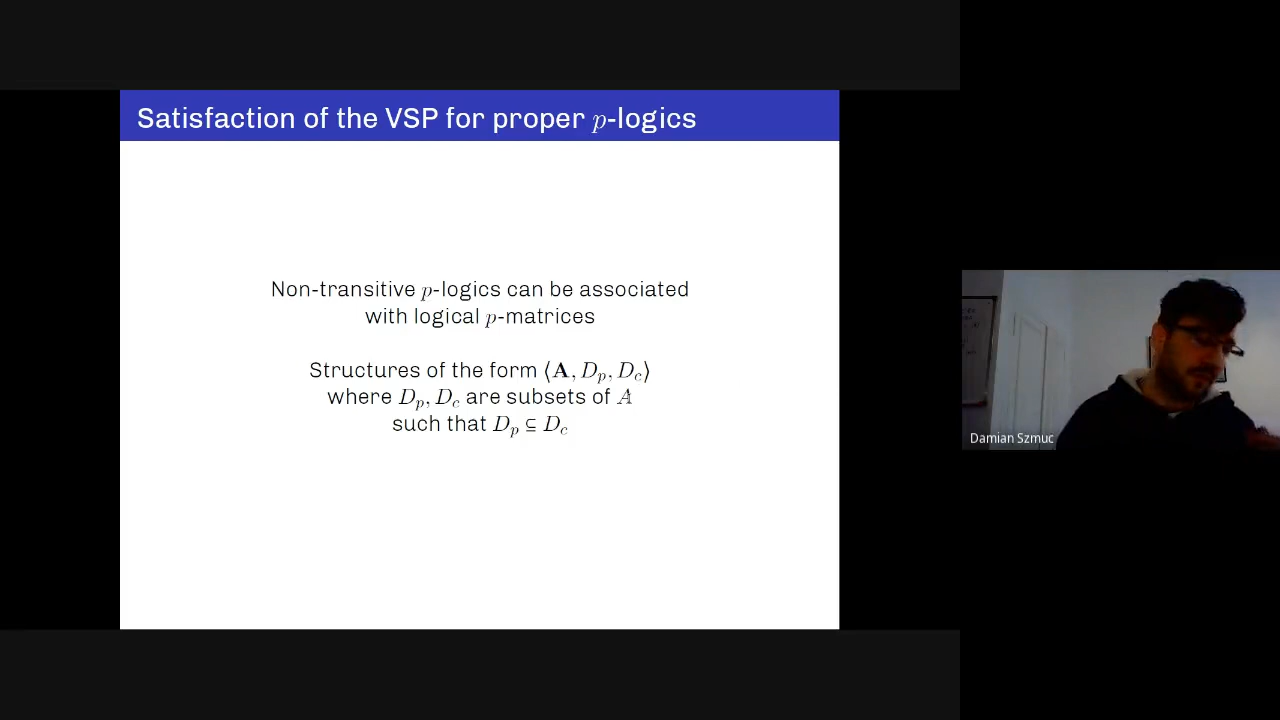 Satisfaction of the VSP for proper p-logics
Non-transitive p-logics can be associated
with logical p-matrices
Structures of the form ⟨A, D_p, D_c⟩
where D_p, D_c are subsets of A
such that D_p ⊆ D_c
Damian Szmuc